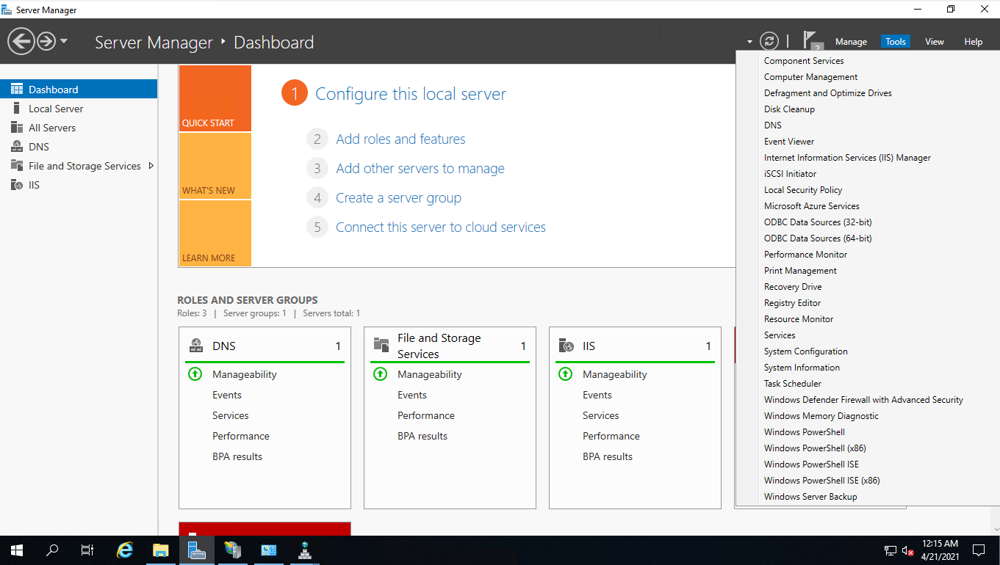 Server Manager
Server Manager ‣ Dashboard
2
Manage
Tools
View
Help
Dashboard
Local Server
All Servers
DNS
File and Storage Services
IIS
QUICK START
WHAT'S NEW
LEARN MORE
1 Configure this local server
2 Add roles and features
3 Add other servers to manage
4 Create a server group
5 Connect this server to cloud services
ROLES AND SERVER GROUPS
Roles: 3 | Server groups: 1 | Servers total: 1
DNS 1
Manageability
Events
Services
Performance
BPA results
File and Storage
Services 1
Manageability
Events
Performance
BPA results
IIS 1
Manageability
Events
Services
Performance
BPA results
Component Services
Computer Management
Defragment and Optimize Drives
Disk Cleanup
DNS
Event Viewer
Internet Information Services (IIS) Manager
iSCSI Initiator
Local Security Policy
Microsoft Azure Services
ODBC Data Sources (32-bit)
ODBC Data Sources (64-bit)
Performance Monitor
Print Management
Recovery Drive
Registry Editor
Resource Monitor
Services
System Configuration
System Information
Task Scheduler
Windows Defender Firewall with Advanced Security
Windows Memory Diagnostic
Windows PowerShell
Windows PowerShell (x86)
Windows PowerShell ISE
Windows PowerShell ISE (x86)
Windows Server Backup
12:15 AM
4/21/2021